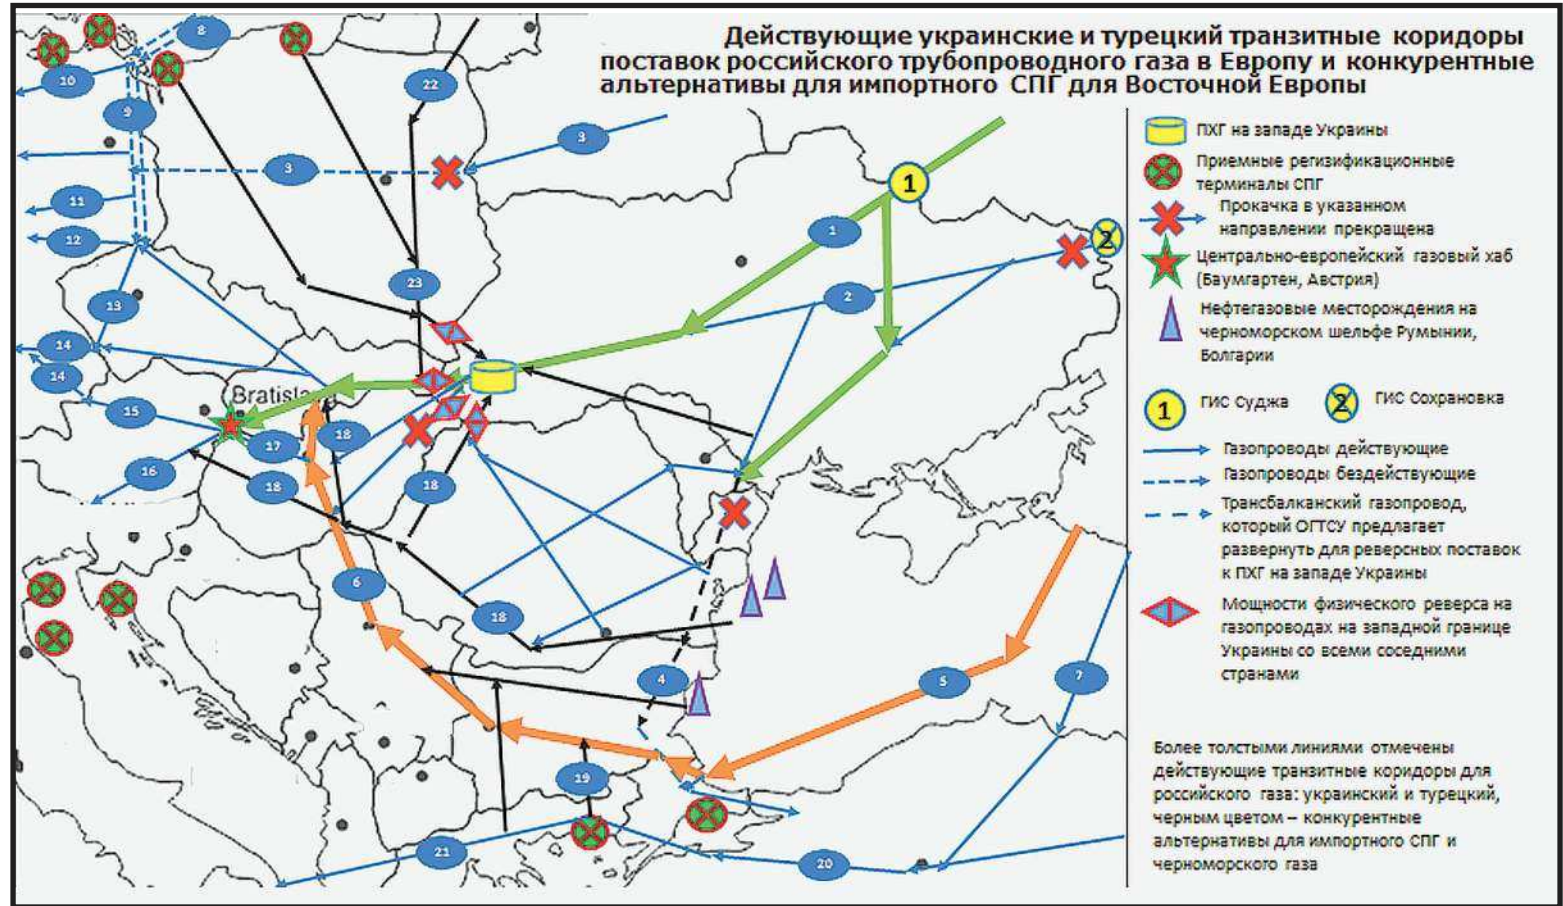 Действующие украинские и турецкий транзитные коридоры
поставок российского трубопроводного газа в Европу и конкурентные
альтернативы для импортного СПГ для Восточной Европы
8
10
9
22
3
3
11
12
1
1
2
2
23
13
14
14
15
Bratisla
17
18
16
18
18
6
18
4
5
7
19
21
20
ПХГ на западе Украины
Приемные регизификационные
терминалы СПГ
Прокачка в указанном
направлении прекращена
Центрально-европейский газовый хаб
(Баумгартен, Австрия)
Нефтегазовые месторождения на
черноморском шельфе Румынии,
Болгарии
1 ГИС Суджа 2 ГИС Сохрановка
Газопроводы действующие
Газопроводы бездействующие
Трансбалканский газопровод,
который ОГТСУ предлагает
развернуть для реверсных поставок
к ПХГ на западе Украины
Мощности физического реверса на
газопроводах на западной границе
Украины со всеми соседними
странами
Более толстыми линиями отмечены
действующие транзитные коридоры для
российского газа: украинский и турецкий,
черным цветом – конкурентные
альтернативы для импортного СПГ и
черноморского газа